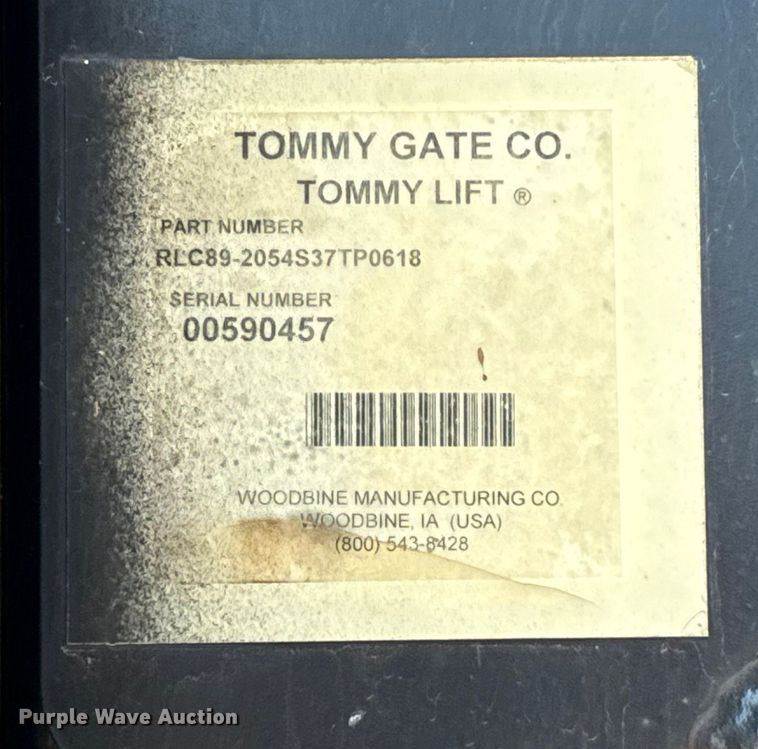 TOMMY GATE CO.
TOMMY LIFT ®
PART NUMBER
RLC89-2054S37TP0618
SERIAL NUMBER
00590457
WOODBINE MANUFACTURING CO
WOODBINE, IA (USA)
(800) 543-8428
Purple Wave Auction